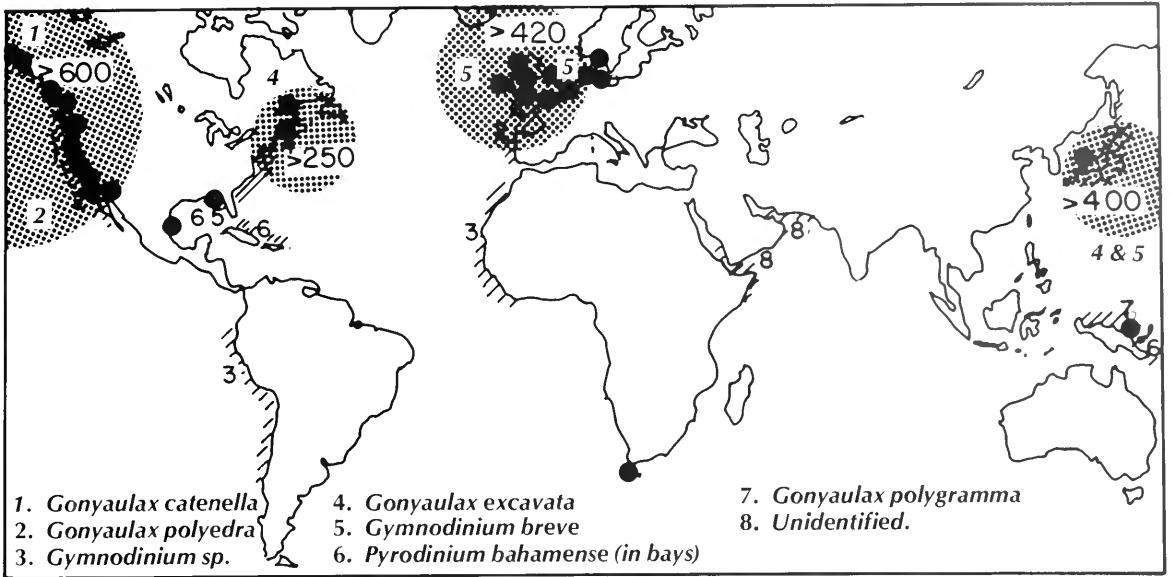 1
>600
2
4
>250
6 5
6
3
>420
5
5
3
8
8
>400
4 & 5
7
6
1. Gonyaulax catenella
2. Gonyaulax polyedra
3. Gymnodinium sp.
4. Gonyaulax excavata
5. Gymnodinium breve
6. Pyrodinium bahamense (in bays)
7. Gonyaulax polygramma
8. Unidentified.